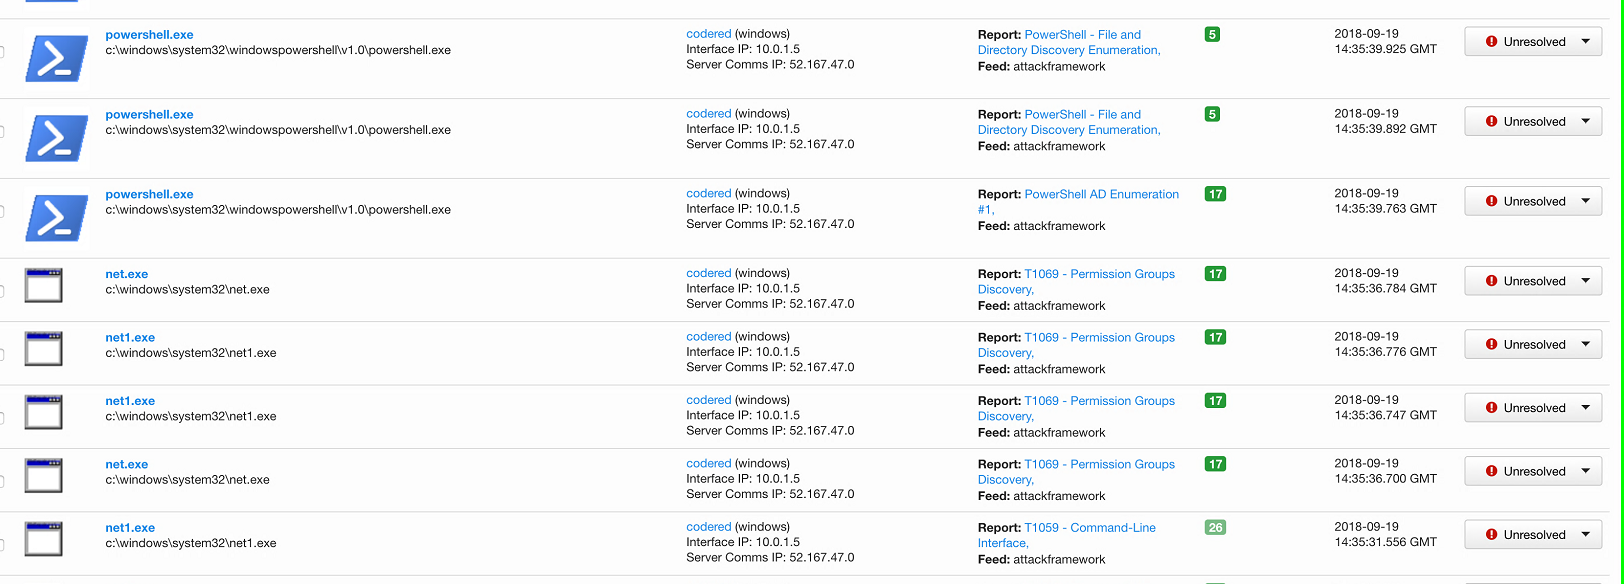 powershell.exe
c:\windows\system32\windowspowershell\v1.0\powershell.exe
codered (windows)
Interface IP: 10.0.1.5
Server Comms IP: 52.167.47.0
Report: PowerShell - File and
Directory Discovery Enumeration,
Feed: attackframework
5
2018-09-19
14:35:39.925 GMT
Unresolved
powershell.exe
c:\windows\system32\windowspowershell\v1.0\powershell.exe
codered (windows)
Interface IP: 10.0.1.5
Server Comms IP: 52.167.47.0
Report: PowerShell - File and
Directory Discovery Enumeration,
Feed: attackframework
5
2018-09-19
14:35:39.892 GMT
Unresolved
powershell.exe
c:\windows\system32\windowspowershell\v1.0\powershell.exe
codered (windows)
Interface IP: 10.0.1.5
Server Comms IP: 52.167.47.0
Report: PowerShell AD Enumeration
#1,
Feed: attackframework
17
2018-09-19
14:35:39.763 GMT
Unresolved
net.exe
c:\windows\system32\net.exe
codered (windows)
Interface IP: 10.0.1.5
Server Comms IP: 52.167.47.0
Report: T1069 - Permission Groups
Discovery,
Feed: attackframework
17
2018-09-19
14:35:36.784 GMT
Unresolved
net1.exe
c:\windows\system32\net1.exe
codered (windows)
Interface IP: 10.0.1.5
Server Comms IP: 52.167.47.0
Report: T1069 - Permission Groups
Discovery,
Feed: attackframework
17
2018-09-19
14:35:36.776 GMT
Unresolved
net1.exe
c:\windows\system32\net1.exe
codered (windows)
Interface IP: 10.0.1.5
Server Comms IP: 52.167.47.0
Report: T1069 - Permission Groups
Discovery,
Feed: attackframework
17
2018-09-19
14:35:36.747 GMT
Unresolved
net.exe
c:\windows\system32\net.exe
codered (windows)
Interface IP: 10.0.1.5
Server Comms IP: 52.167.47.0
Report: T1069 - Permission Groups
Discovery,
Feed: attackframework
17
2018-09-19
14:35:36.700 GMT
Unresolved
net1.exe
c:\windows\system32\net1.exe
codered (windows)
Interface IP: 10.0.1.5
Server Comms IP: 52.167.47.0
Report: T1059 - Command-Line
Interface,
Feed: attackframework
26
2018-09-19
14:35:31.556 GMT
Unresolved